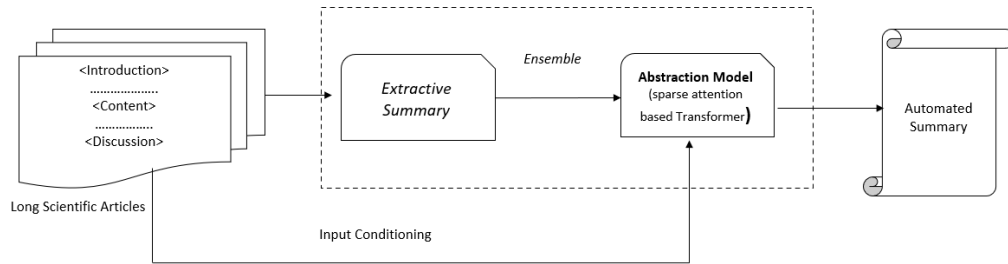 <Introduction>
.....................
<Content>
.................
<Discussion>
Long Scientific Articles
Extractive
Summary
Ensemble
Abstraction Model
(sparse attention
based Transformer)
Automated
Summary
Input Conditioning